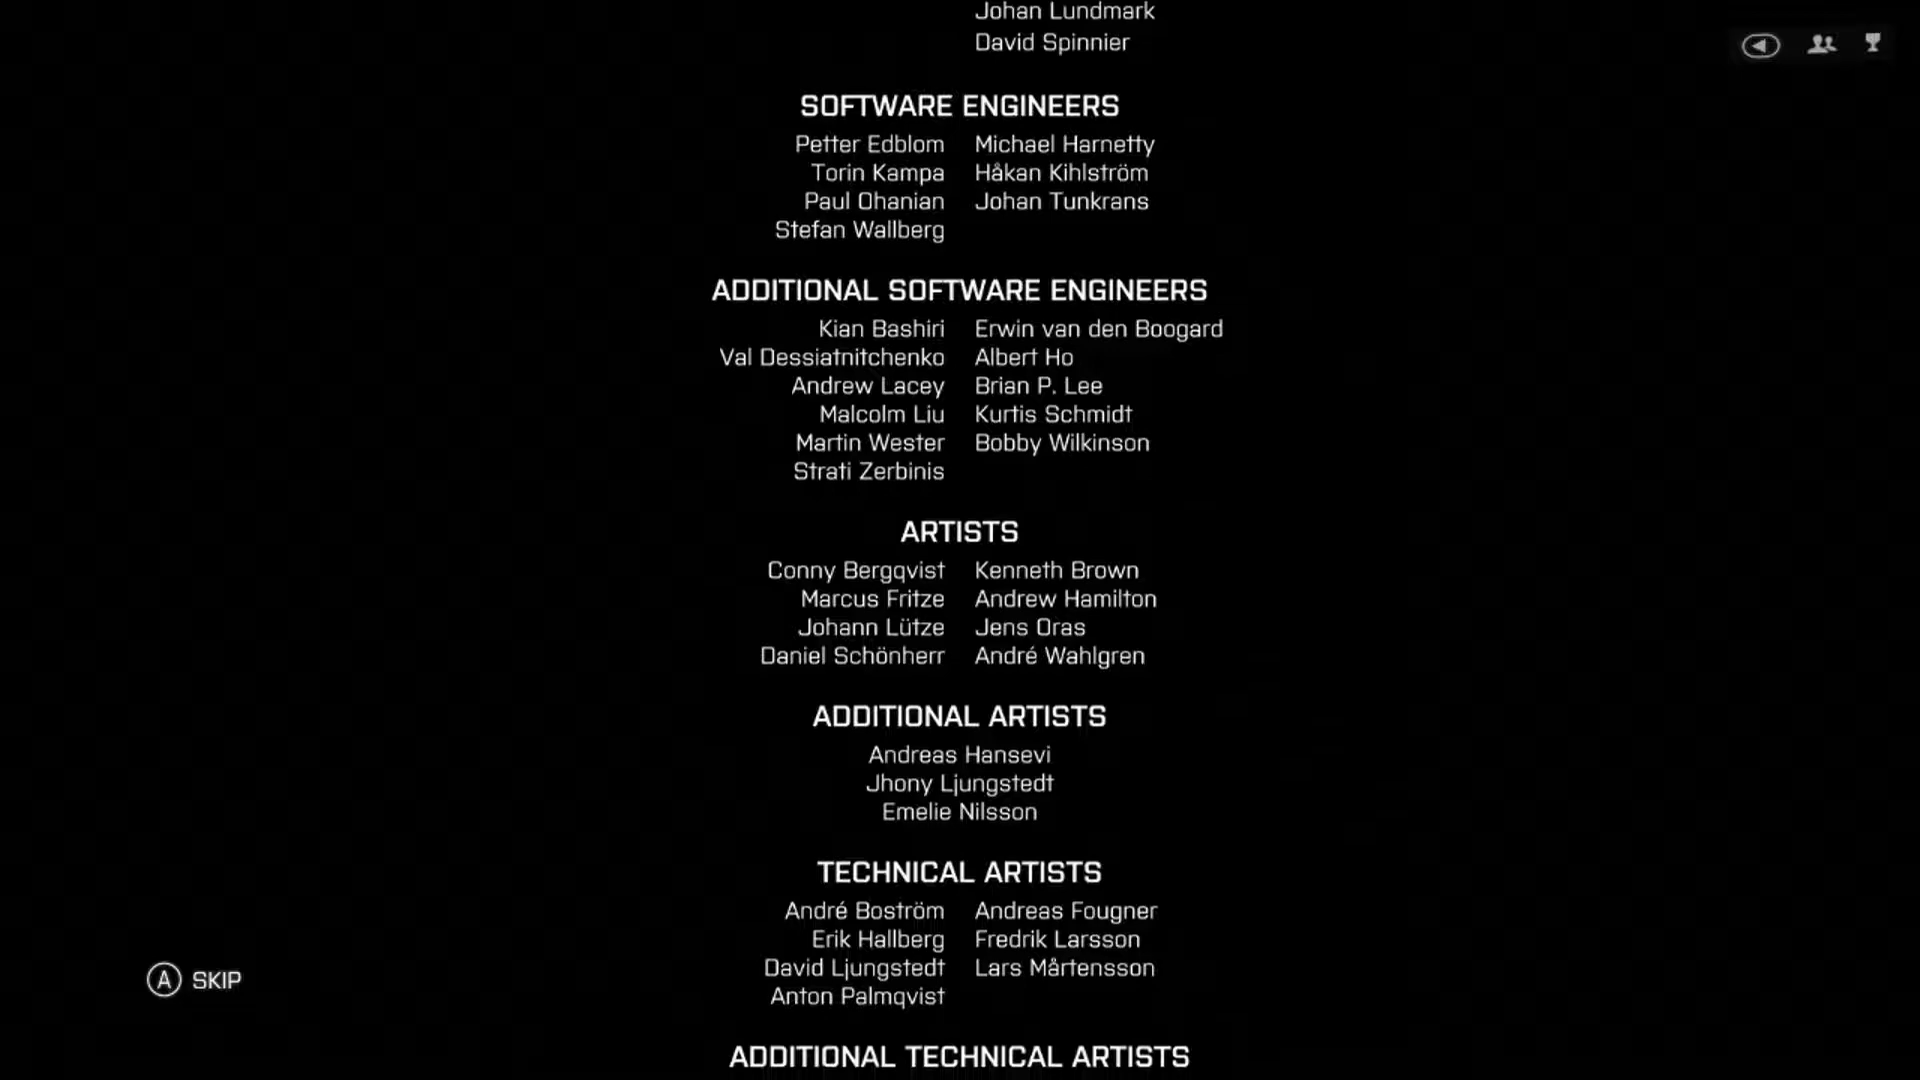 Johan Lundmark
David Spinnier
SOFTWARE ENGINEERS
Petter Edblom Michael Harnetty
Torin Kampa Håkan Kihlström
Paul Ohanian Johan Tunkrans
Stefan Wallberg
ADDITIONAL SOFTWARE ENGINEERS
Kian Bashiri Erwin van den Boogard
Val Dessiatnitchenko Albert Ho
Andrew Lacey Brian P. Lee
Malcolm Liu Kurtis Schmidt
Martin Wester Bobby Wilkinson
Strati Zerbinis
ARTISTS
Conny Bergqvist Kenneth Brown
Marcus Fritze Andrew Hamilton
Johann Lütze Jens Oras
Daniel Schönherr André Wahlgren
ADDITIONAL ARTISTS
Andreas Hansevi
Jhony Ljungstedt
Emelie Nilsson
TECHNICAL ARTISTS
André Boström Andreas Fougner
Erik Hallberg Fredrik Larsson
David Ljungstedt Lars Mårtensson
A SKIP
Anton Palmqvist
ADDITIONAL TECHNICAL ARTISTS